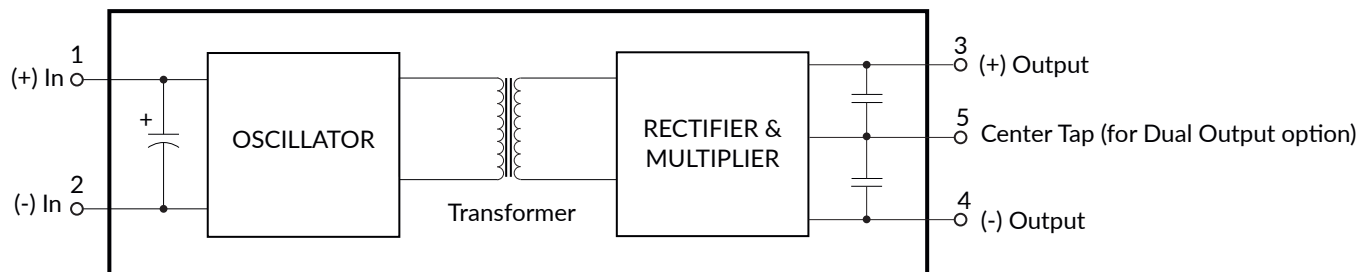 1
(+) In
+
2
(-) In
OSCILLATOR
Transformer
RECTIFIER &
MULTIPLIER
3
(+) Output
5
Center Tap (for Dual Output option)
4
(-) Output